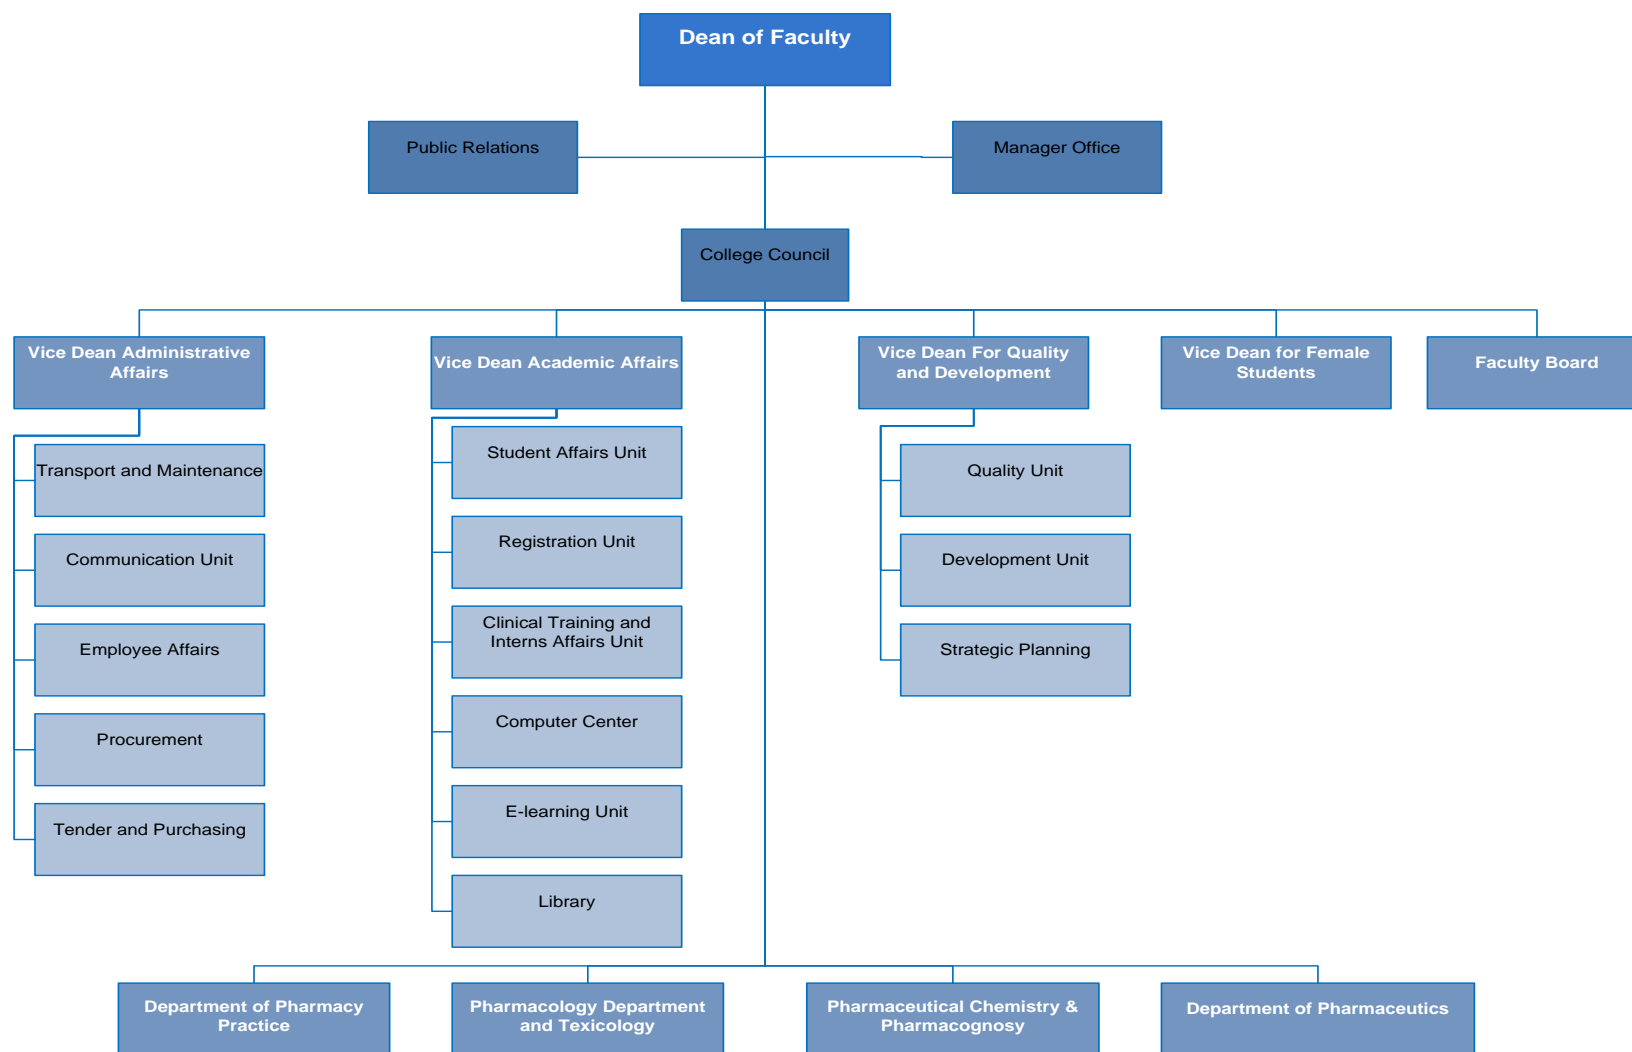 Dean of Faculty
Public Relations
Manager Office
College Council
Vice Dean Administrative
Affairs
Vice Dean Academic Affairs
Vice Dean For Quality
and Development
Vice Dean for Female
Students
Faculty Board
Transport and Maintenance
Communication Unit
Employee Affairs
Procurement
Tender and Purchasing
Student Affairs Unit
Registration Unit
Clinical Training and
Interns Affairs Unit
Computer Center
E-learning Unit
Library
Quality Unit
Development Unit
Strategic Planning
Department of Pharmacy
Practice
Pharmacology Department
and Texicology
Pharmaceutical Chemistry &
Pharmacognosy
Department of Pharmaceutics